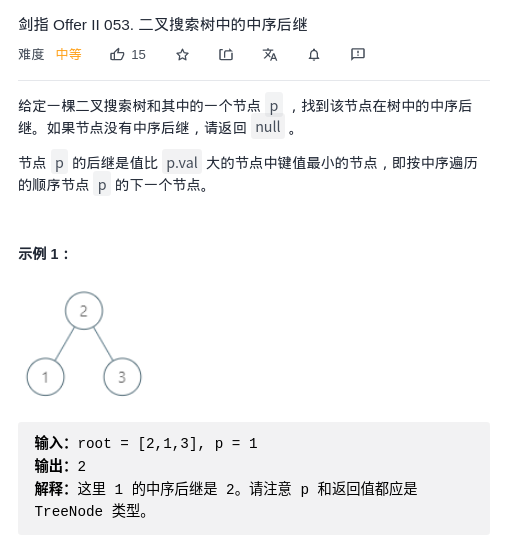 剑指 Offer II 053. 二叉搜索树中的中序后继
难度 中等 15
给定一棵二叉搜索树和其中的一个节点 p ，找到该节点在树中的中序后
继。如果节点没有中序后继，请返回 null 。
节点 p 的后继是值比 p.val 大的节点中键值最小的节点，即按中序遍历
的顺序节点 p 的下一个节点。
示例 1：
2
1 3
输入：root = [2,1,3], p = 1
输出：2
解释：这里 1 的中序后继是 2。请注意 p 和返回值都应是
TreeNode 类型。